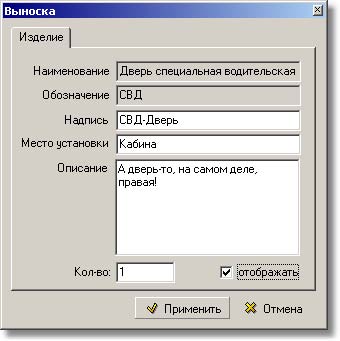 Выноска
Изделие
Наименование Дверь специальная водительская
Обозначение СВД
Надпись СВД-Дверь
Место установки Кабина
Описание А дверь-то, на самом деле,
правая!
Кол-во: 1 отображать
Применить Отмена